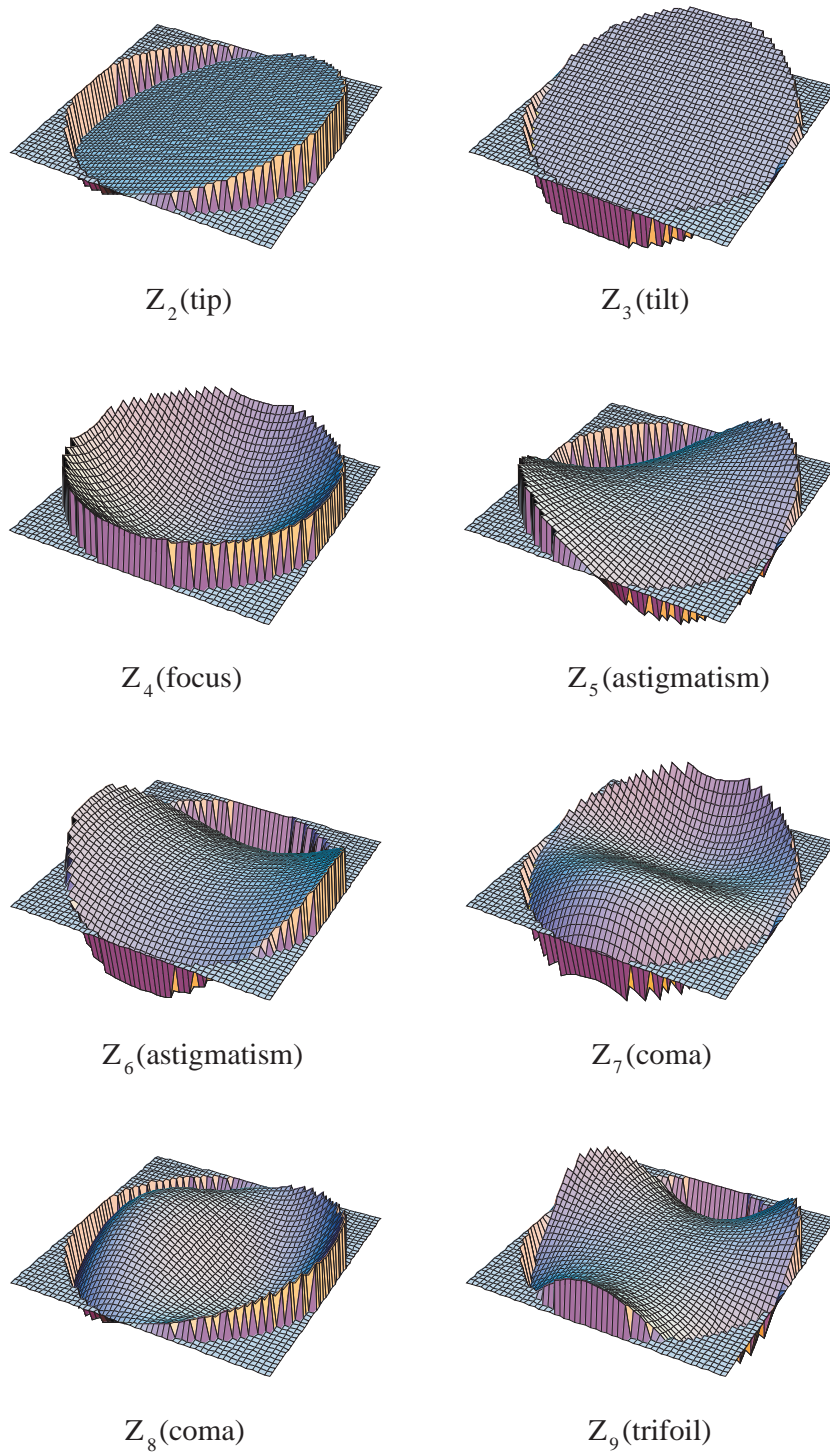 Z₂(tip) Z₃(tilt)
Z₄(focus) Z₅(astigmatism)
Z₆(astigmatism) Z₇(coma)
Z₈(coma) Z₉(trifoil)